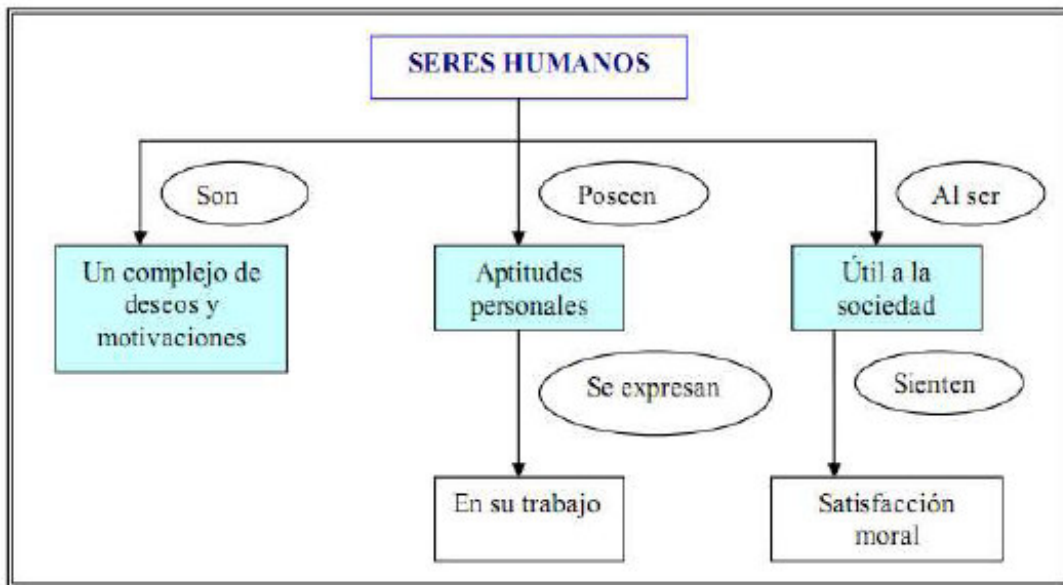 SERES HUMANOS
Son
Poseen
Al ser
Un complejo de
deseos y
motivaciones
Aptitudes
personales
Útil a la
sociedad
Se expresan
Sienten
En su trabajo
Satisfacción
moral